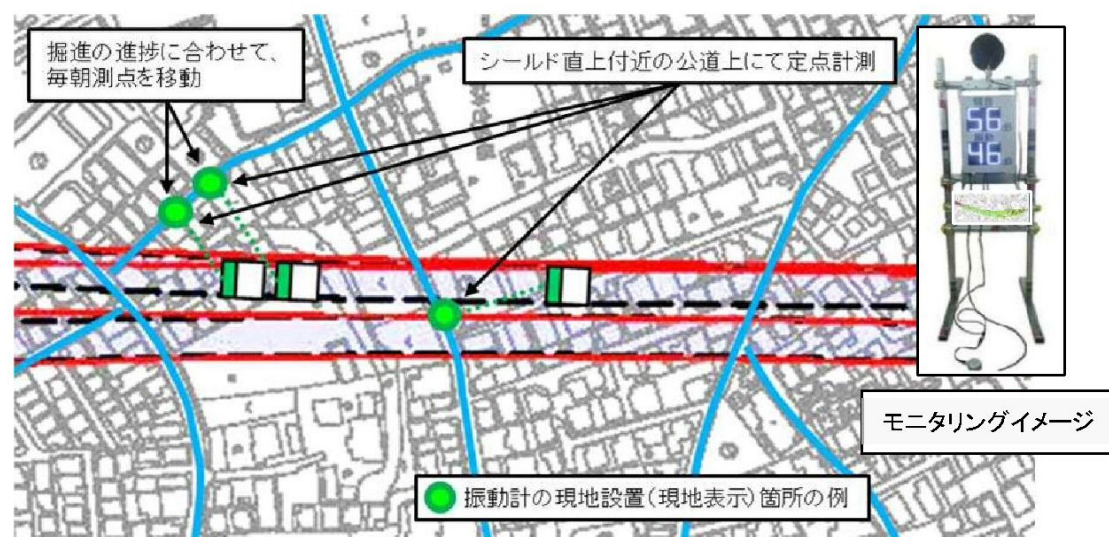 掘進の進捗に合わせて、
毎朝測点を移動
シールド直上付近の公道上にて定点計測
56
46
モニタリングイメージ
振動計の現地設置(現地表示)箇所の例